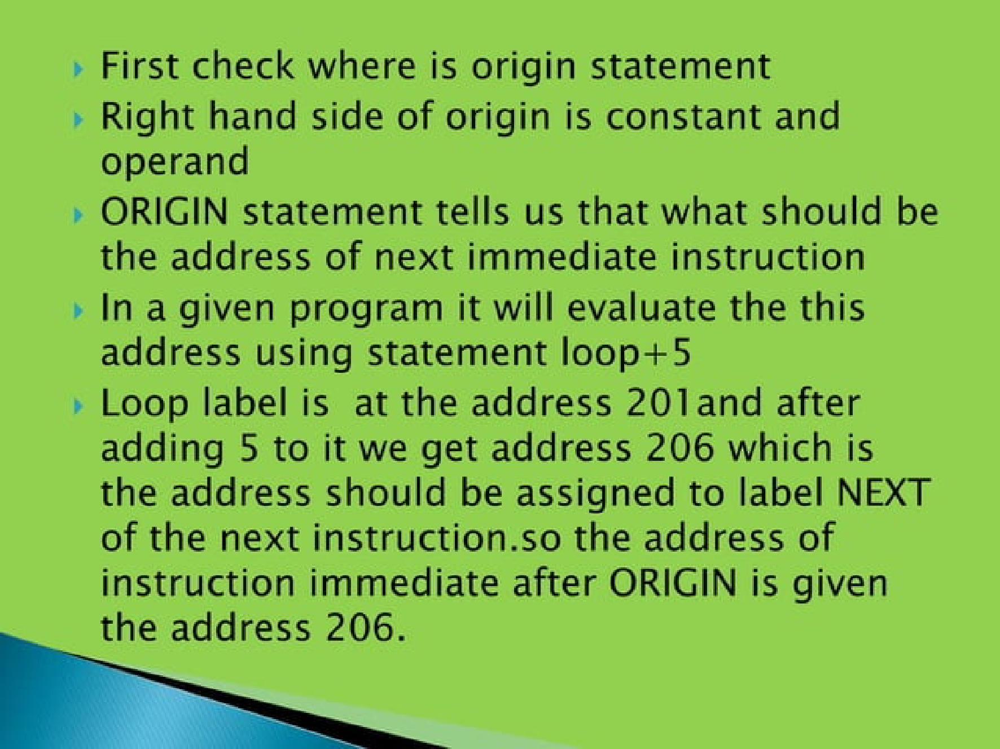 First check where is origin statement
Right hand side of origin is constant and
operand
ORIGIN statement tells us that what should be
the address of next immediate instruction
In a given program it will evaluate the this
address using statement loop+5
Loop label is  at the address 201and after
adding 5 to it we get address 206 which is
the address should be assigned to label NEXT
of the next instruction.so the address of
instruction immediate after ORIGIN is given
the address 206.